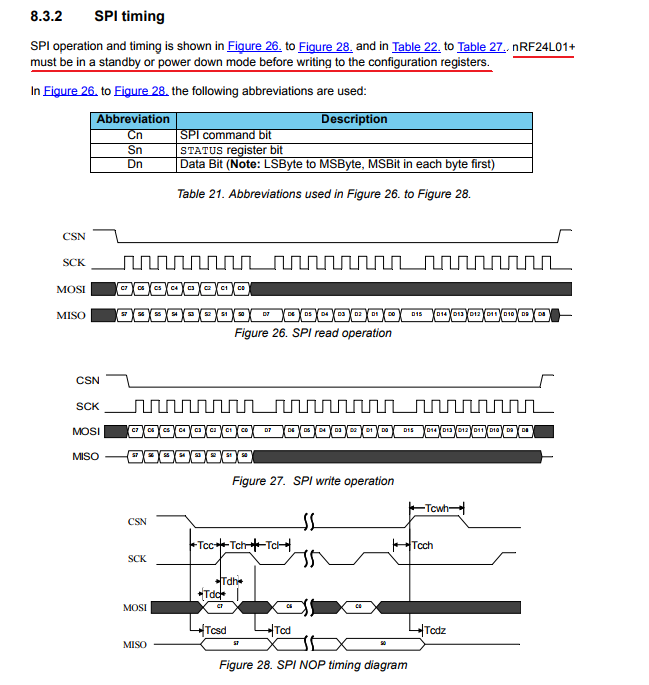 8.3.2 SPI timing
SPI operation and timing is shown in Figure 26. to Figure 28. and in Table 22. to Table 27.. nRF24L01+
must be in a standby or power down mode before writing to the configuration registers.
In Figure 26. to Figure 28. the following abbreviations are used:
Abbreviation Description
Cn SPI command bit
Sn STATUS register bit
Dn Data Bit (Note: LSByte to MSByte, MSBit in each byte first)
Table 21. Abbreviations used in Figure 26. to Figure 28.
CSN
SCK
MOSI C7 C6 C5 C4 C3 C2 C1 C0
MISO S7 S6 S5 S4 S3 S2 S1 S0 D7 D6 D5 D4 D3 D2 D1 D0 D15 D14 D13 D12 D11 D10 D9 D8
Figure 26. SPI read operation
CSN
SCK
MOSI C7 C6 C5 C4 C3 C2 C1 C0 D7 D6 D5 D4 D3 D2 D1 D0 D15 D14 D13 D12 D11 D10 D9 D8
MISO S7 S6 S5 S4 S3 S2 S1 S0
Figure 27. SPI write operation
Tcwh
CSN
Tcc Tch Tcl Tcch
SCK
Tdh
Tdc
MOSI C7 C6 C0
Tcsd Tcd Tcdz
MISO S7 S0
Figure 28. SPI NOP timing diagram